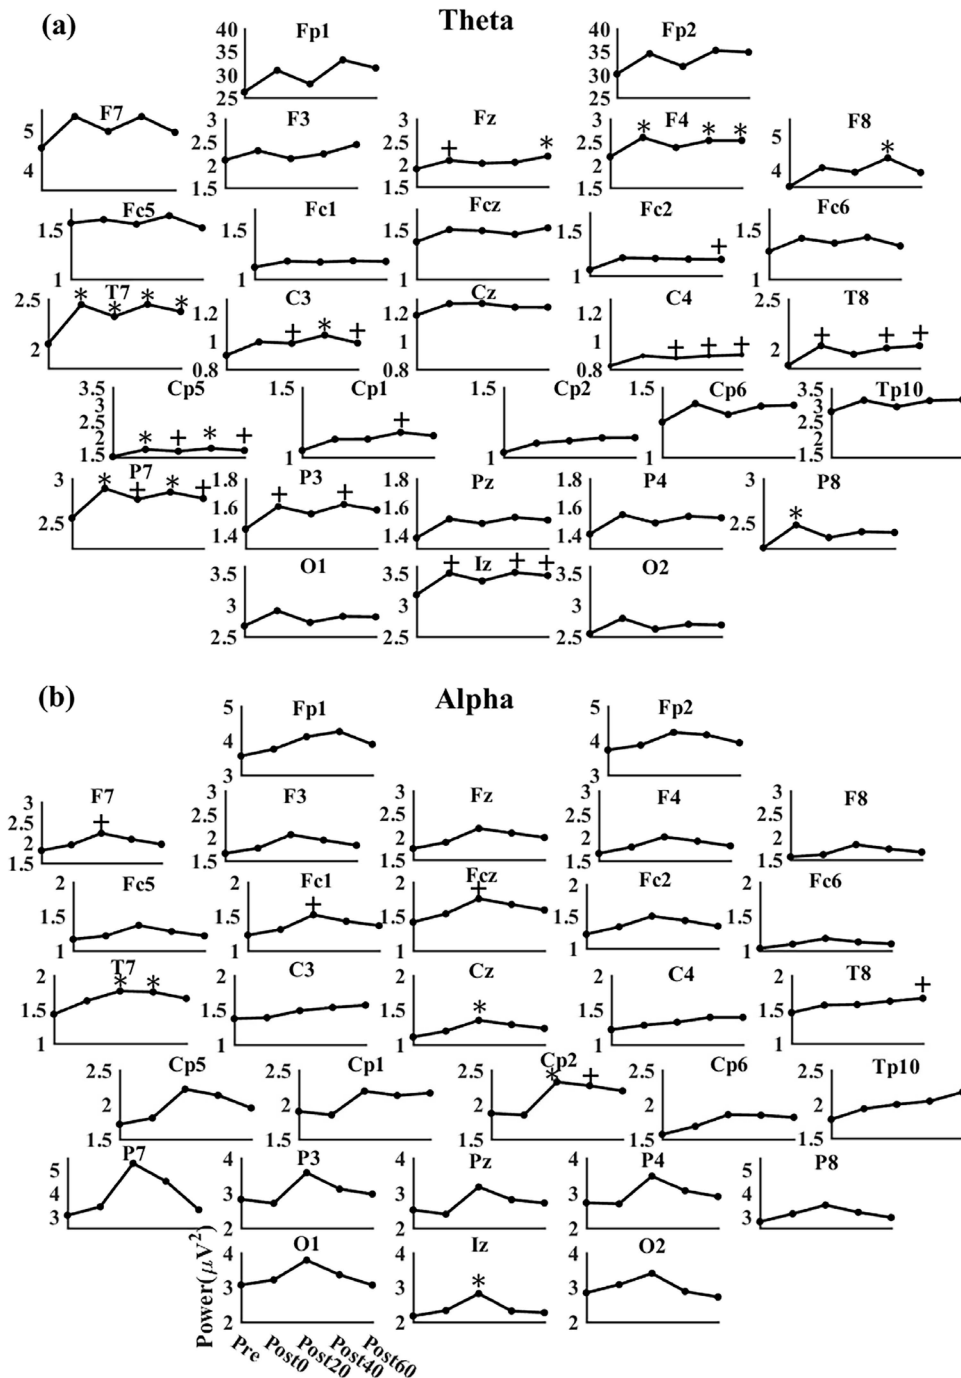 (a) Theta
Fp1 Fp2
40 40
35 35
30 30
25 25
F7 F3 Fz F4 F8
5 3 3 3 5
4 2.5 2.5 2.5 4
2 2 2
1.5 1.5 1.5
+ * * * * *
Fc5 Fc1 Fcz Fc2 Fc6
1.5 1.5 1.5 1.5 1.5
1 1 1 1 1
+
T7 C3 Cz C4 T8
2.5 1.2 1.2 1.2 2.5
2 1 1 1 2
0.8 0.8 0.8
* * * * + * + + + + + + +
Cp5 Cp1 Cp2 Cp6 Tp10
3.5 1.5 1.5 1.5 3.5
3 3
2.5 2.5
2 2
1.5 1 1 1 1.5
* + * + +
P7 P3 Pz P4 P8
3 1.8 1.8 1.8 3
2.5 1.6 1.6 1.6 2.5
1.4 1.4 1.4
* + * + + + *
O1 Iz O2
3.5 3.5 3.5
3 3 3
2.5 2.5 2.5
+ + +
(b) Alpha
Fp1 Fp2
5 5
4 4
3 3
F7 F3 Fz F4 F8
3 3 3 3 3
2.5 2.5 2.5 2.5 2.5
2 2 2 2 2
1.5 1.5 1.5 1.5 1.5
+
Fc5 Fc1 Fcz Fc2 Fc6
2 2 2 2 2
1.5 1.5 1.5 1.5 1.5
1 1 1 1 1
+ +
T7 C3 Cz C4 T8
2 2 2 2 2
1.5 1.5 1.5 1.5 1.5
1 1 1 1 1
* * * +
Cp5 Cp1 Cp2 Cp6 Tp10
2.5 2.5 2.5 2.5 2.5
2 2 2 2 2
1.5 1.5 1.5 1.5 1.5
* +
P7 P3 Pz P4 P8
5 4 4 4 5
4 3 3 3 4
3 2 2 2 3
O1 Iz O2
4 4 4
3 3 3
2 2 2
*
Power(μV²)
Pre
Post0
Post20
Post40
Post60